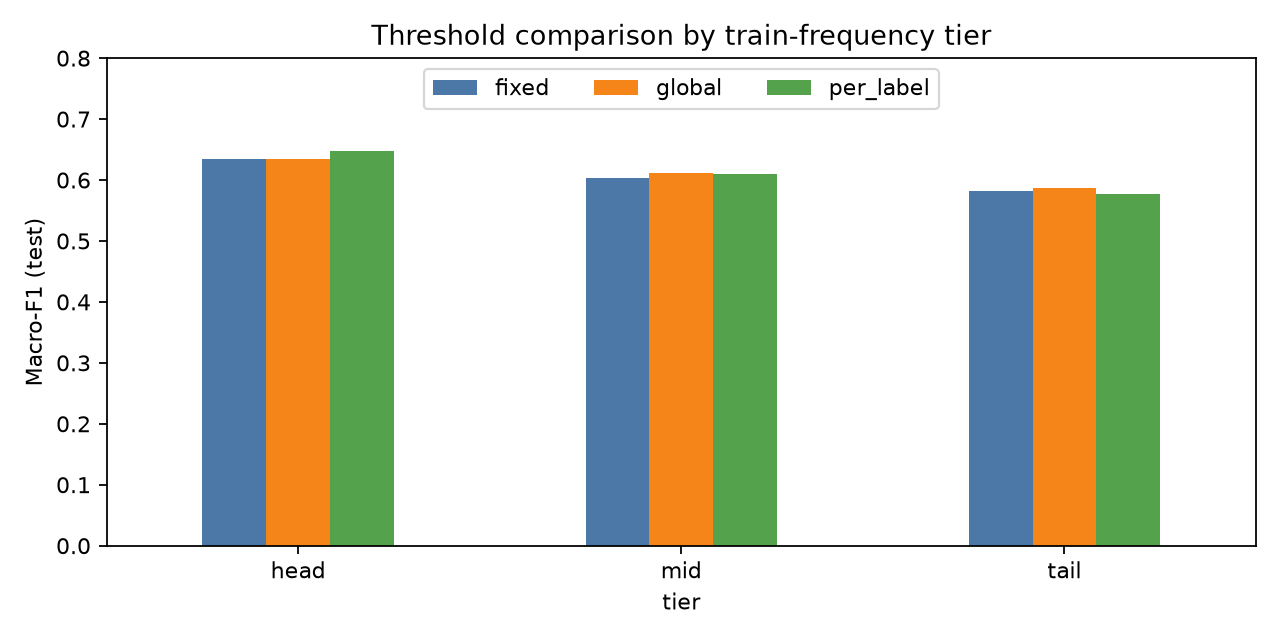 Threshold comparison by train-frequency tier
fixed global per_label
Macro-F1 (test)
0.8
0.7
0.6
0.5
0.4
0.3
0.2
0.1
0.0
head mid tail
tier